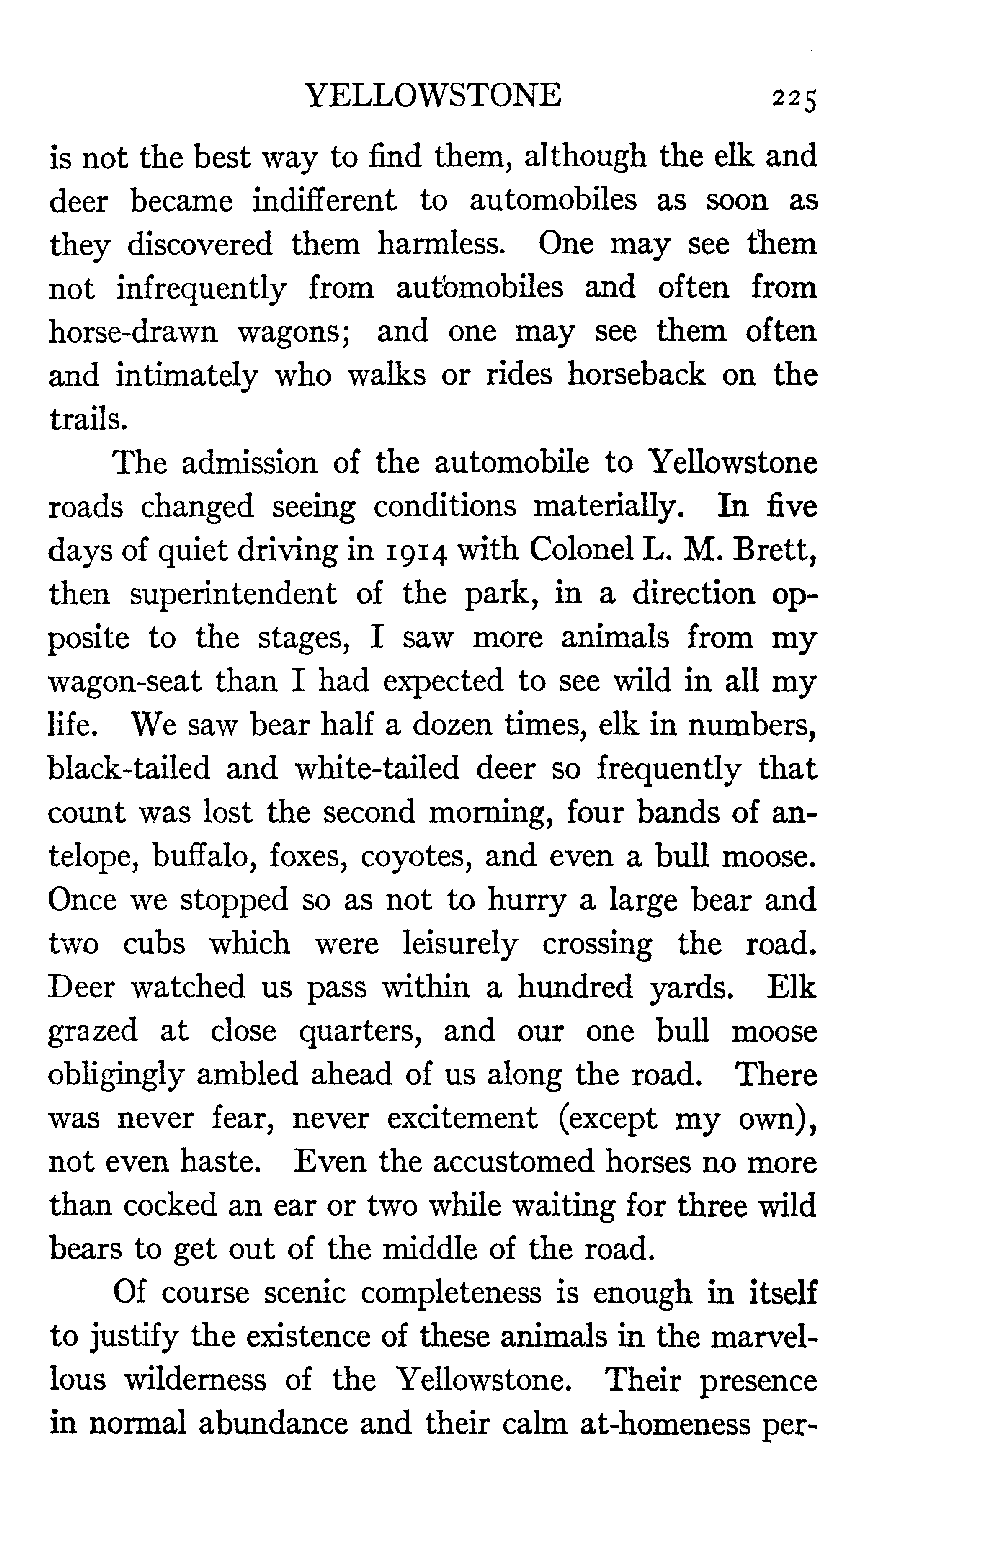 YELLOWSTONE 225
is not the best way to find them, although the elk and
deer became indifferent to automobiles as soon as
they discovered them harmless. One may see them
not infrequently from automobiles and often from
horse-drawn wagons; and one may see them often
and intimately who walks or rides horseback on the
trails.
The admission of the automobile to Yellowstone
roads changed seeing conditions materially. In five
days of quiet driving in 1914 with Colonel L. M. Brett,
then superintendent of the park, in a direction op-
posite to the stages, I saw more animals from my
wagon-seat than I had expected to see wild in all my
life. We saw bear half a dozen times, elk in numbers,
black-tailed and white-tailed deer so frequently that
count was lost the second morning, four bands of an-
telope, buffalo, foxes, coyotes, and even a bull moose.
Once we stopped so as not to hurry a large bear and
two cubs which were leisurely crossing the road.
Deer watched us pass within a hundred yards. Elk
grazed at close quarters, and our one bull moose
obligingly ambled ahead of us along the road. There
was never fear, never excitement (except my own),
not even haste. Even the accustomed horses no more
than cocked an ear or two while waiting for three wild
bears to get out of the middle of the road.
Of course scenic completeness is enough in itself
to justify the existence of these animals in the marvel-
lous wilderness of the Yellowstone. Their presence
in normal abundance and their calm at-homeness per-